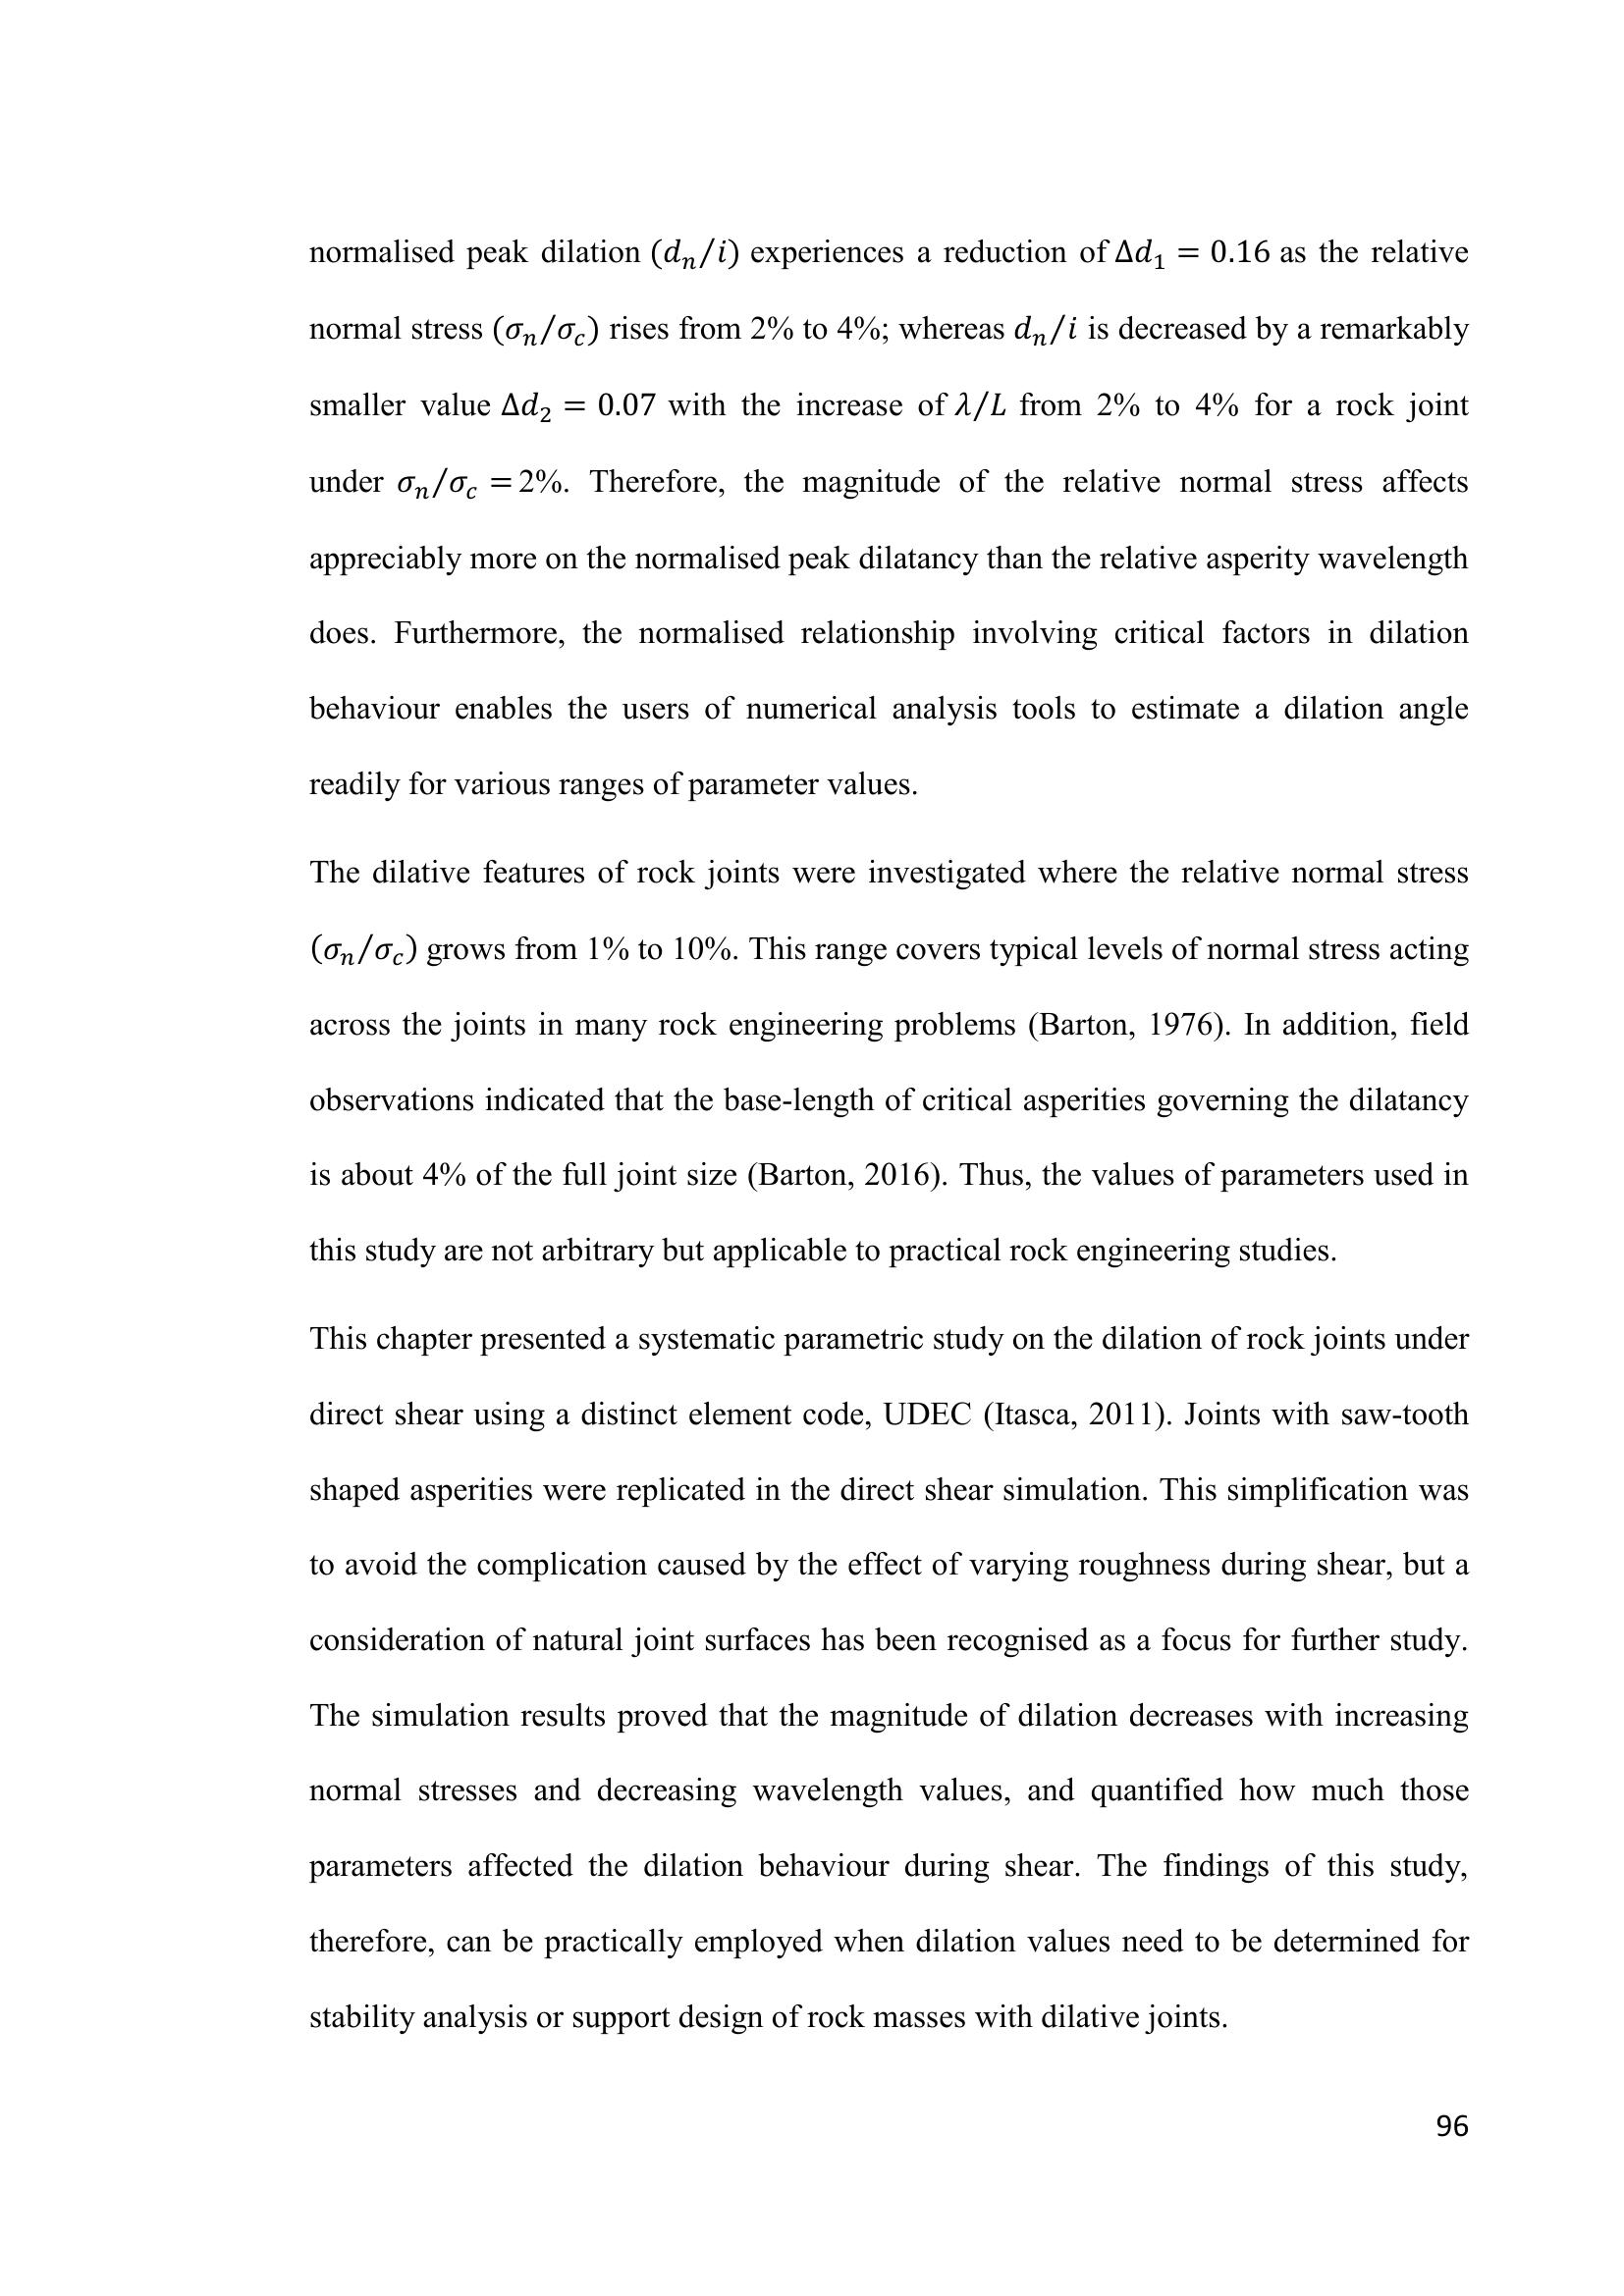 normalised peak dilation (dₙ/i) experiences a reduction of Δd₁ = 0.16 as the relative
normal stress (σₙ/σ𝑐) rises from 2% to 4%; whereas dₙ/i is decreased by a remarkably
smaller value Δd₂ = 0.07 with the increase of λ/L from 2% to 4% for a rock joint
under σₙ/σ𝑐 = 2%. Therefore, the magnitude of the relative normal stress affects
appreciably more on the normalised peak dilatancy than the relative asperity wavelength
does. Furthermore, the normalised relationship involving critical factors in dilation
behaviour enables the users of numerical analysis tools to estimate a dilation angle
readily for various ranges of parameter values.
The dilative features of rock joints were investigated where the relative normal stress
(σₙ/σ𝑐) grows from 1% to 10%. This range covers typical levels of normal stress acting
across the joints in many rock engineering problems (Barton, 1976). In addition, field
observations indicated that the base-length of critical asperities governing the dilatancy
is about 4% of the full joint size (Barton, 2016). Thus, the values of parameters used in
this study are not arbitrary but applicable to practical rock engineering studies.
This chapter presented a systematic parametric study on the dilation of rock joints under
direct shear using a distinct element code, UDEC (Itasca, 2011). Joints with saw-tooth
shaped asperities were replicated in the direct shear simulation. This simplification was
to avoid the complication caused by the effect of varying roughness during shear, but a
consideration of natural joint surfaces has been recognised as a focus for further study.
The simulation results proved that the magnitude of dilation decreases with increasing
normal stresses and decreasing wavelength values, and quantified how much those
parameters affected the dilation behaviour during shear. The findings of this study,
therefore, can be practically employed when dilation values need to be determined for
stability analysis or support design of rock masses with dilative joints.
96